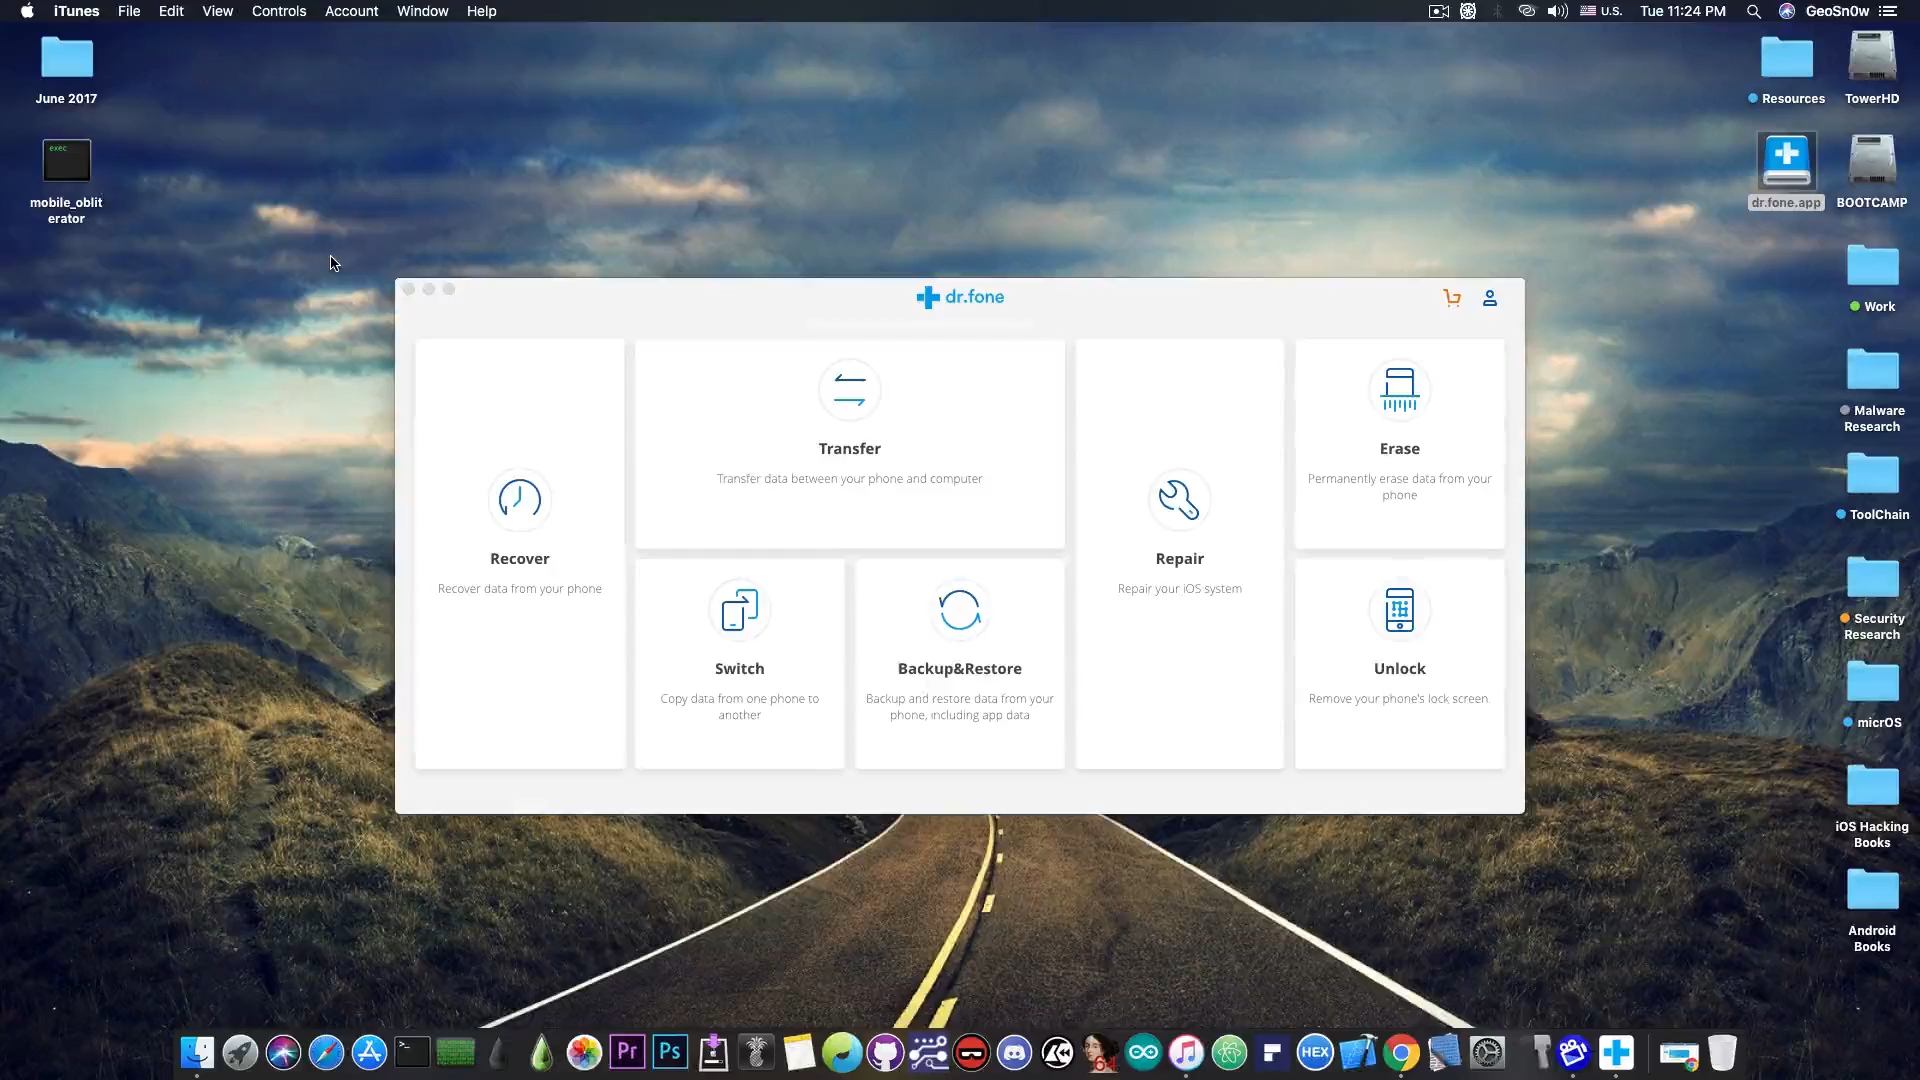 iTunes File Edit View Controls Account Window Help
U.S. Tue 11:24 PM GeoSn0w
June 2017
exec
mobile_oblit
erator
Resources
TowerHD
dr.fone.app
BOOTCAMP
Work
Malware
Research
ToolChain
Security
Research
micrOS
iOS Hacking
Books
Android
Books
dr.fone
Recover
Recover data from your phone
Transfer
Transfer data between your phone and computer
Switch
Copy data from one phone to
another
Backup&Restore
Backup and restore data from your
phone, including app data
Repair
Repair your iOS system
Erase
Permanently erase data from your
phone
Unlock
Remove your phone's lock screen
Pr
Ps
64
HEX